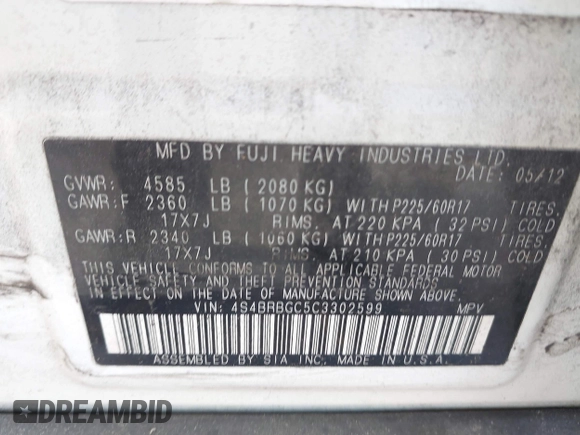 MFD BY FUJI HEAVY INDUSTRIES LTD.
DATE: 05/12
GVWR: 4585 LB (2080 KG)
GAWR:F 2360 LB (1070 KG) WITH P225/60R17 TIRES.
17X7J RIMS. AT 220 KPA (32 PSI) COLD
GAWR:R 2340 LB (1060 KG) WITH P225/60R17 TIRES.
17X7J RIMS. AT 210 KPA (30 PSI) COLD
THIS VEHICLE CONFORMS TO ALL APPLICABLE FEDERAL MOTOR
VEHICLE SAFETY AND THEFT PREVENTION STANDARDS IN
EFFECT ON THE DATE OF MANUFACTURE SHOWN ABOVE.
VIN: 4S4BRBGC5C3302599 MPV
ASSEMBLED BY SIA INC. MADE IN U.S.A.
DREAMBID